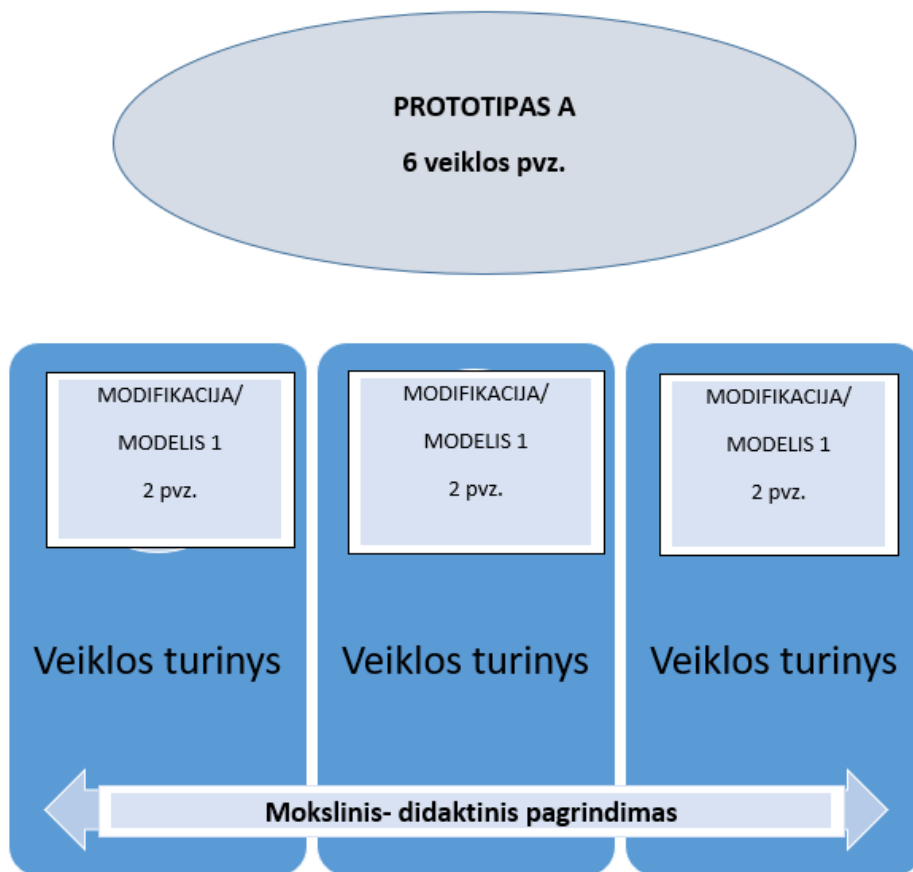 PROTOTIPAS A
6 veiklos pvz.
MODIFIKACIJA/
MODELIS 1
2 pvz.
MODIFIKACIJA/
MODELIS 1
2 pvz.
MODIFIKACIJA/
MODELIS 1
2 pvz.
Veiklos turinys
Veiklos turinys
Veiklos turinys
Mokslinis- didaktinis pagrindimas